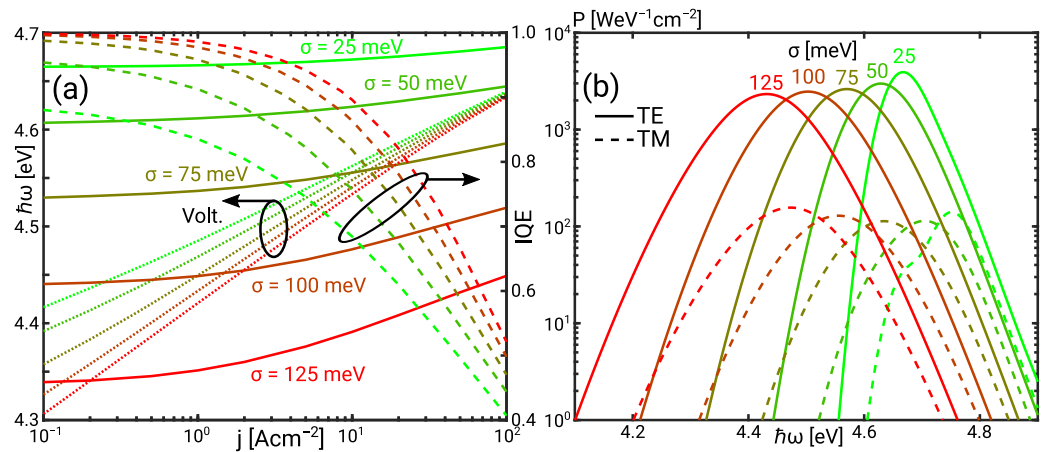 P [WeV⁻¹cm⁻²]
4.7
1.0
10⁴
σ = 25 meV
σ [meV]
25
50
75
100
125
(a)
(b)
σ = 50 meV
TE
TM
4.6
10³
ħω [eV]
0.8
σ = 75 meV
Volt.
4.5
IQE
10²
σ = 100 meV
0.6
4.4
10¹
σ = 125 meV
4.3
0.4
10⁰
10⁻¹
10⁰
j [Acm⁻²]
10¹
10²
4.2
4.4
ħω [eV]
4.6
4.8